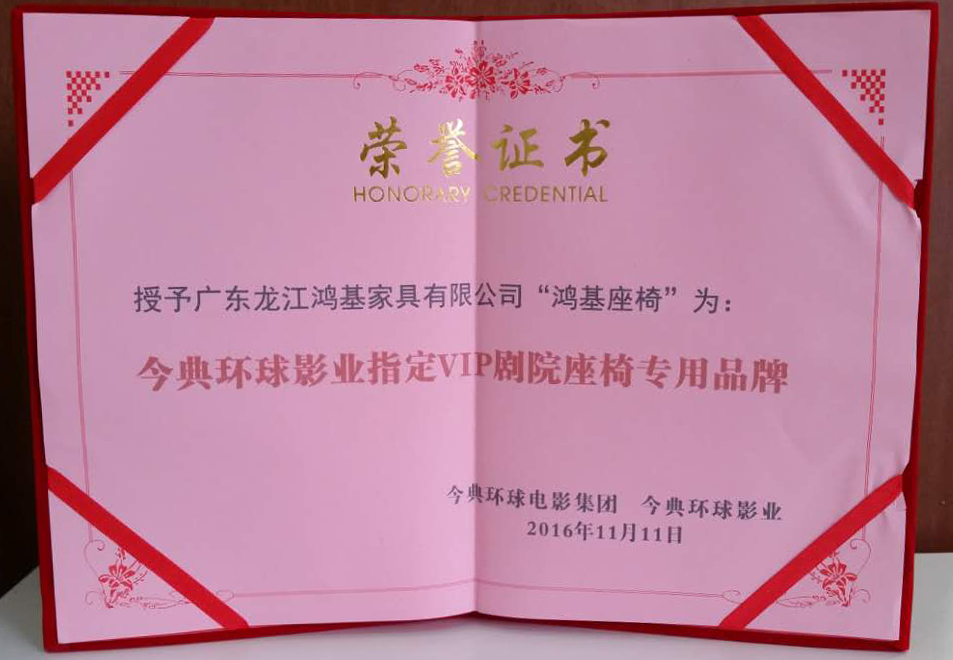 荣誉证书
HONORARY CREDENTIAL
授予广东龙江鸿基家具有限公司“鸿基座椅”为：
今典环球影业指定VIP剧院座椅专用品牌
今典环球电影集团 今典环球影业
2016年11月11日